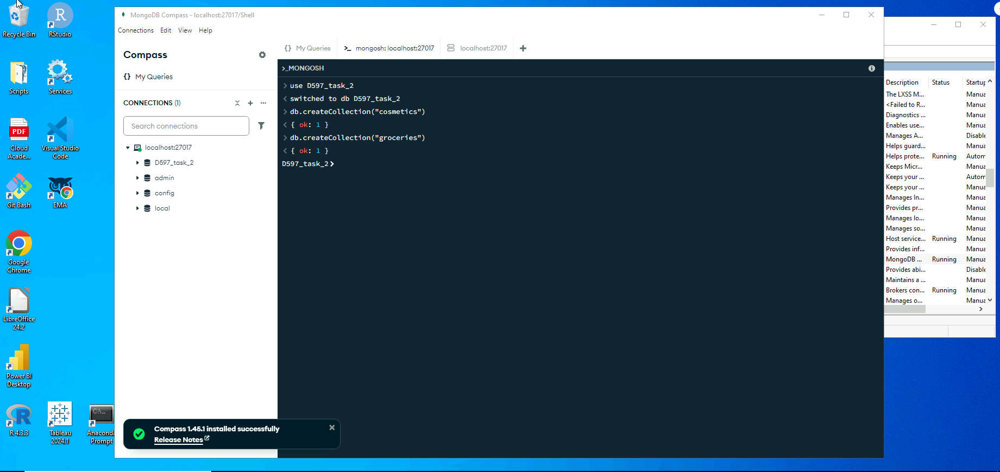 Recycle Bin
RStudio
Scripts
Services
PDF
Cloud
Acade...
Visual Studio
Code
Git Bash
EMA
Google
Chrome
LibreOffice
24.2
Power BI
Desktop
R 4.3.3
Tableau
2024.1
Anaconda
Prompt
MongoDB Compass - localhost:27017/Shell
Connections Edit View Help
Compass
{} My Queries
CONNECTIONS (1)
Search connections
localhost:27017
D597_task_2
admin
config
local
{} My Queries
>_ mongosh: localhost:27017
localhost:27017
>_MONGOSH
> use D597_task_2
< switched to db D597_task_2
> db.createCollection("cosmetics")
< { ok: 1 }
> db.createCollection("groceries")
< { ok: 1 }
D597_task_2>
Compass 1.45.1 installed successfully
Release Notes
Description Status Startup
The LXSS M... Manua
<Failed to R... Manua
Diagnostics ... Manua
Enables use... Manua
Manages A... Disable
Helps guard... Manua
Helps prote... Running Autom
Keeps Micr... Manua
Keeps your ... Autom
Keeps your ... Manua
Manages In... Manua
Provides pr... Manua
Manages lo... Manua
Manages so... Manua
Host service... Running Manua
Provides inf... Manua
MongoDB ... Running Manua
Provides abi... Disable
Maintains a ... Manua
Brokers con... Running Manua
Manages o... Manua